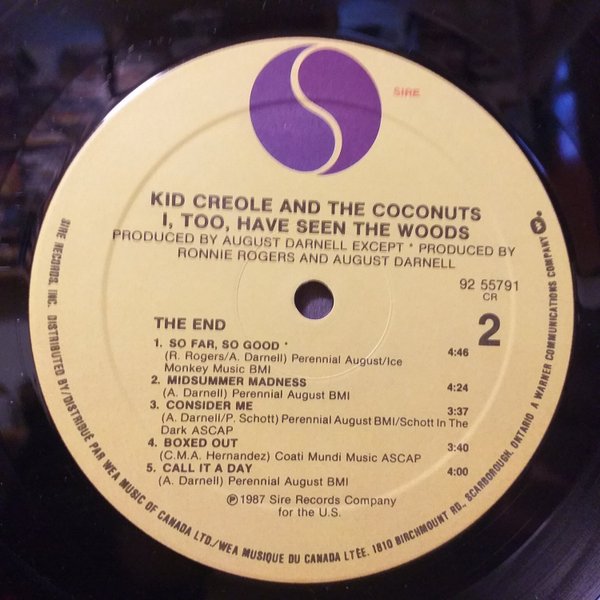 SIRE
KID CREOLE AND THE COCONUTS
I, TOO, HAVE SEEN THE WOODS
PRODUCED BY AUGUST DARNELL EXCEPT * PRODUCED BY
RONNIE ROGERS AND AUGUST DARNELL
92 55791
CR
THE END
2
1. SO FAR, SO GOOD *
(R. Rogers/A. Darnell) Perennial August/Ice
Monkey Music BMI
4:46
2. MIDSUMMER MADNESS
(A. Darnell) Perennial August BMI
4:24
3. CONSIDER ME
(A. Darnell/P. Schott) Perennial August BMI/Schott In The
Dark ASCAP
3:37
4. BOXED OUT
(C.M.A. Hernandez) Coati Mundi Music ASCAP
3:40
5. CALL IT A DAY
(A. Darnell) Perennial August BMI
4:00
℗1987 Sire Records Company
for the U.S.
SIRE RECORDS, INC. DISTRIBUTED BY/DISTRIBUÉ PAR WEA MUSIC OF CANADA LTD./WEA MUSIQUE DU CANADA LTÉE. 1810 BIRCHMOUNT RD., SCARBOROUGH, ONTARIO A WARNER COMMUNICATIONS COMPANY